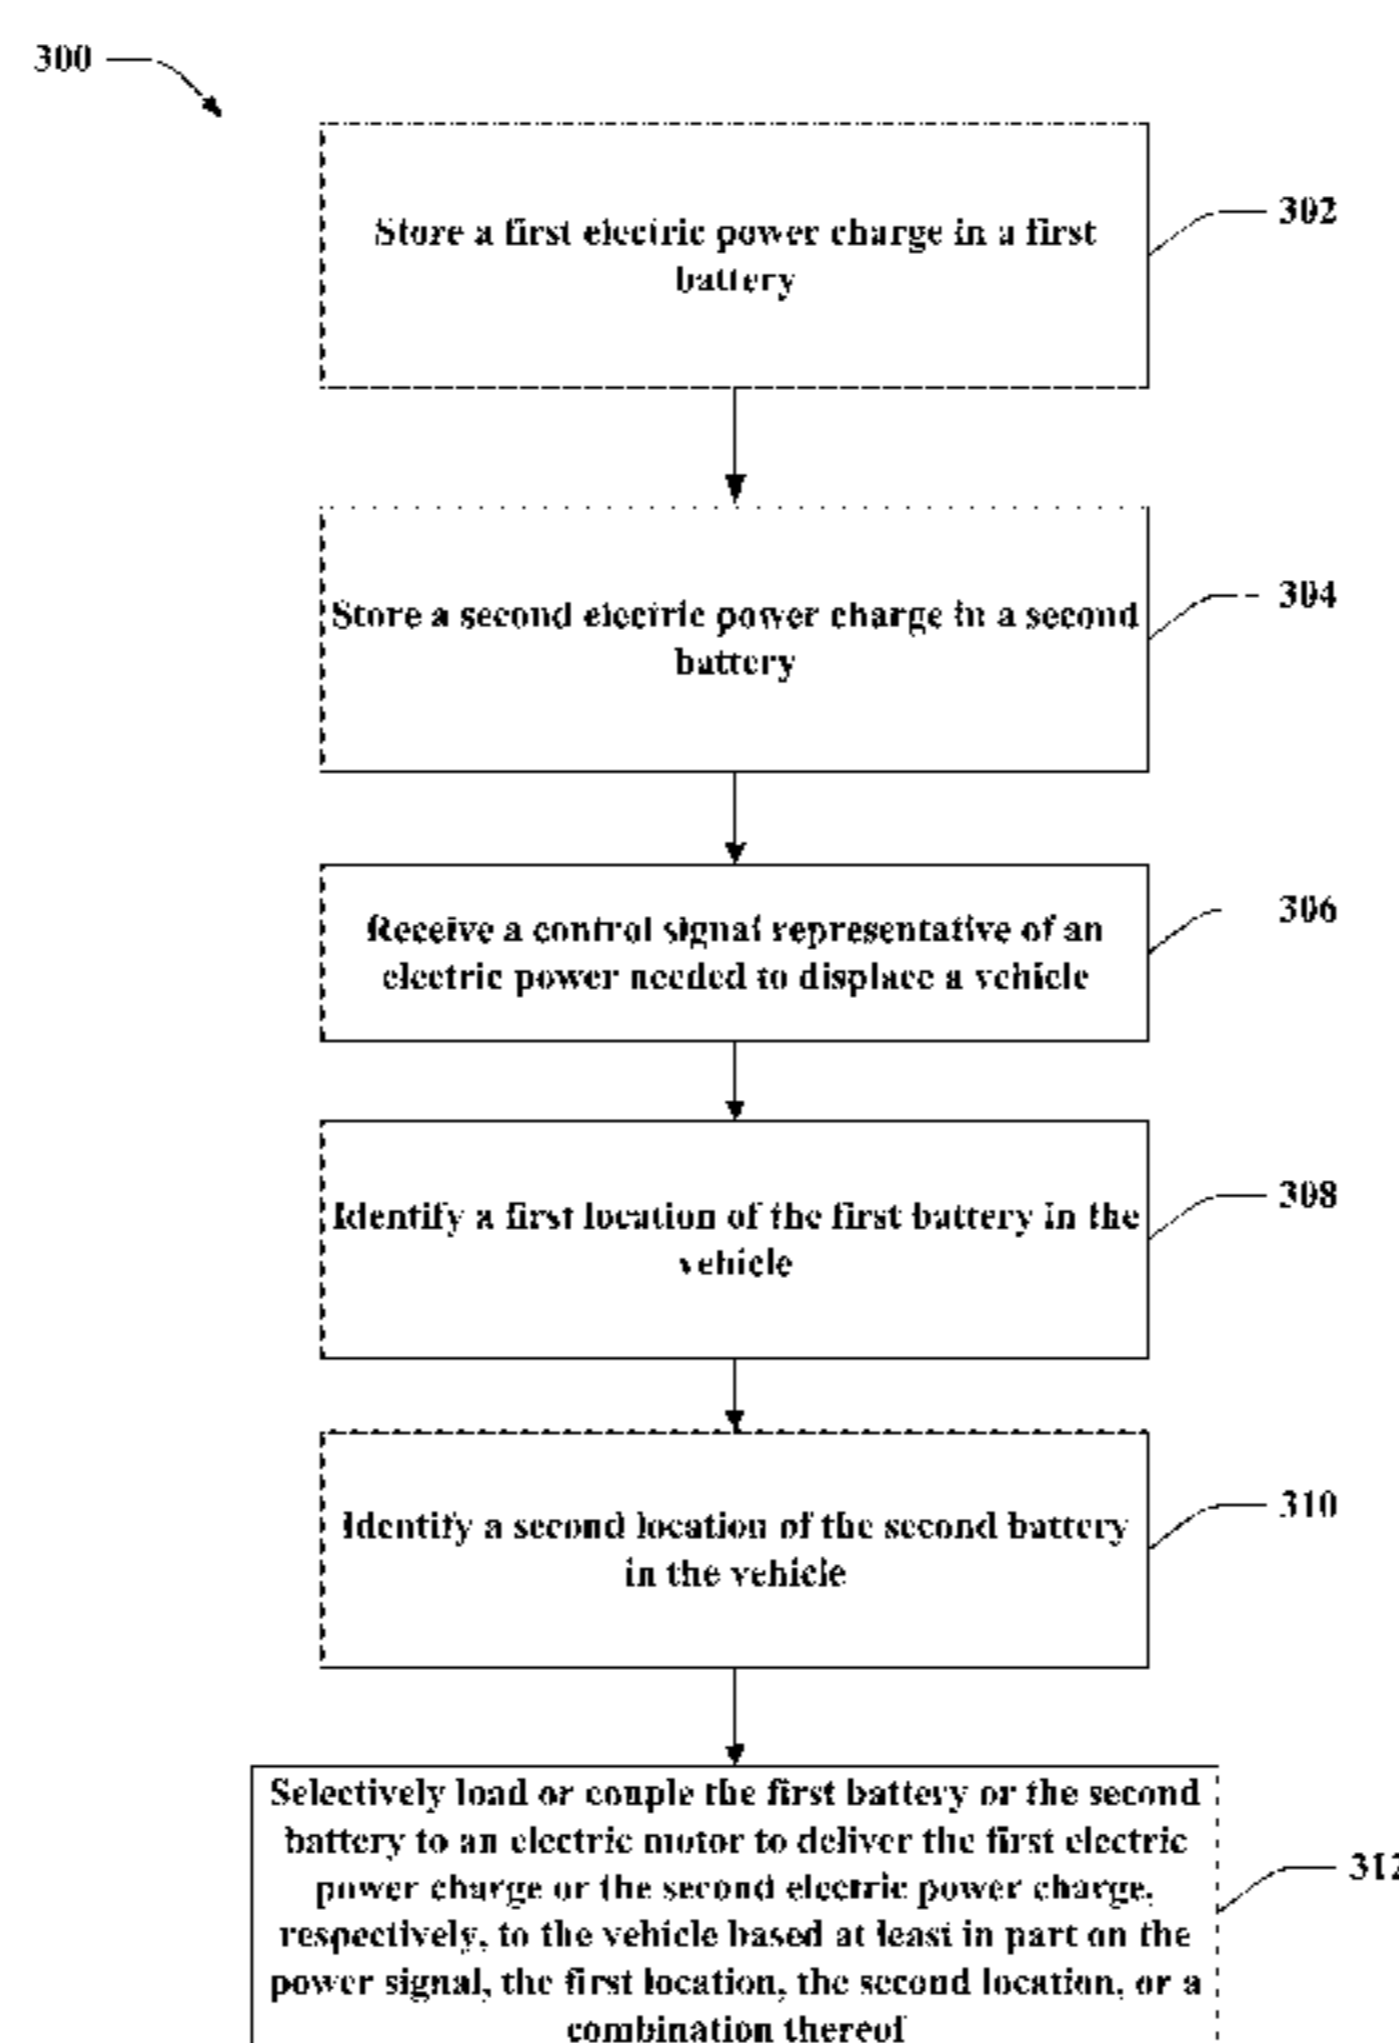 300
Store a first electric power charge in a first
battery
302
Store a second electric power charge in a second
battery
304
Receive a control signal representative of an
electric power needed to displace a vehicle
306
Identify a first location of the first battery in the
vehicle
308
Identify a second location of the second battery
in the vehicle
310
Selectively load or couple the first battery or the second
battery to an electric motor to deliver the first electric
power charge or the second electric power charge,
respectively, to the vehicle based at least in part on the
power signal, the first location, the second location, or a
combination thereof
312